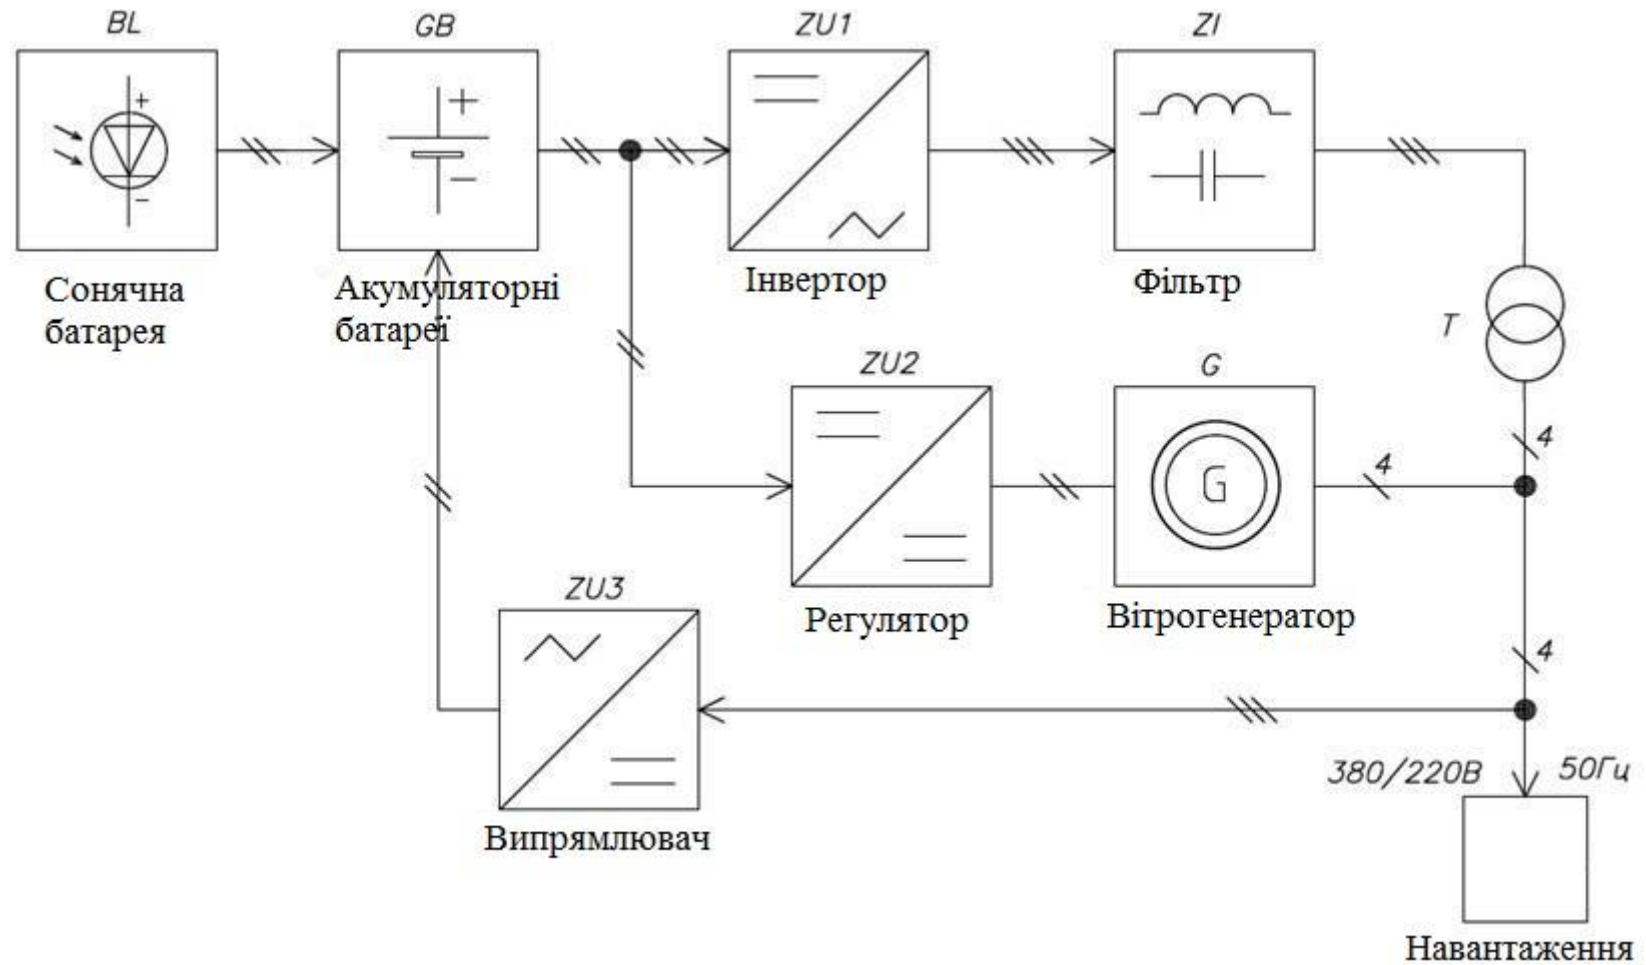 BL
GB
ZU1
ZI
+
-
+
-
Сонячна
батарея
Акумуляторні
батареї
Інвертор
Фільтр
T
ZU2
G
4
4
G
Регулятор
Вітрогенератор
ZU3
4
380/220В
50Гц
Випрямлювач
Навантаження